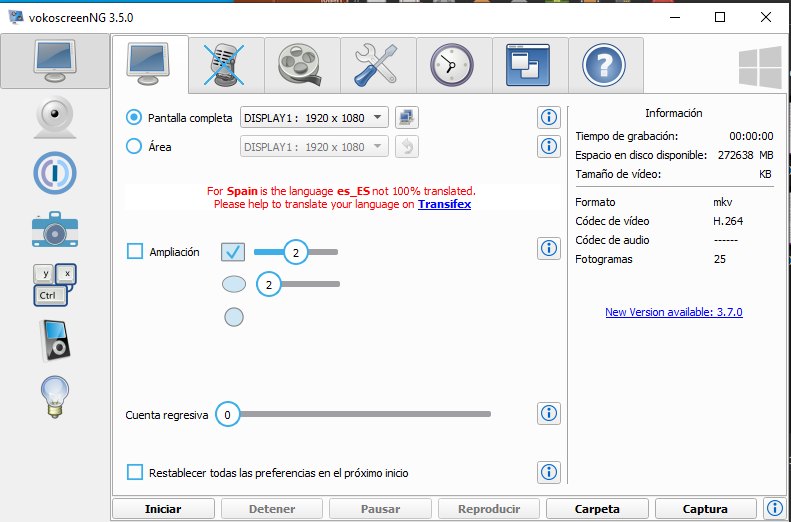 vokoscreenNG 3.5.0
Pantalla completa
DISPLAY1 : 1920 x 1080
Área
DISPLAY1 : 1920 x 1080
For Spain is the language es_ES not 100% translated.
Please help to translate your language on Transifex
Ampliación
2
2
Cuenta regresiva
0
Restablecer todas las preferencias en el próximo inicio
Información
Tiempo de grabación: 00:00:00
Espacio en disco disponible: 272638 MB
Tamaño de vídeo: KB
Formato mkv
Códec de vídeo H.264
Códec de audio ------
Fotogramas 25
New Version available: 3.7.0
y x
Ctrl
Iniciar
Detener
Pausar
Reproducir
Carpeta
Captura